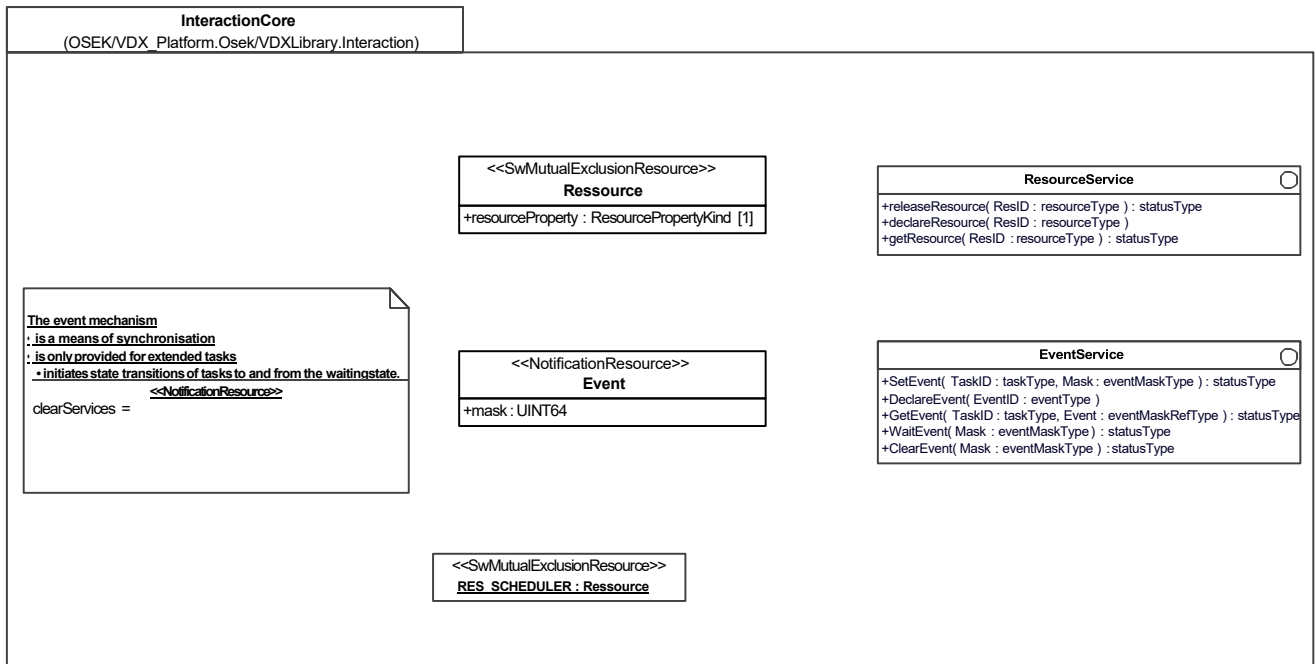 InteractionCore
(OSEK/VDX_Platform.Osek/VDXLibrary.Interaction)
<<SwMutualExclusionResource>>
Ressource
+resourceProperty : ResourcePropertyKind [1]
ResourceService
+releaseResource( ResID : resourceType ) : statusType
+declareResource( ResID : resourceType )
+getResource( ResID : resourceType ) : statusType
The event mechanism
· is a means of synchronisation
· is only provided for extended tasks
• initiates state transitions of tasks to and from the waitingstate.
<<NotificationResource>>
clearServices =
<<NotificationResource>>
Event
+mask : UINT64
EventService
+SetEvent( TaskID : taskType, Mask : eventMaskType ) : statusType
+DeclareEvent( EventID : eventType )
+GetEvent( TaskID : taskType, Event : eventMaskRefType ) : statusType
+WaitEvent( Mask : eventMaskType ) : statusType
+ClearEvent( Mask : eventMaskType ) : statusType
<<SwMutualExclusionResource>>
RES_SCHEDULER : Ressource